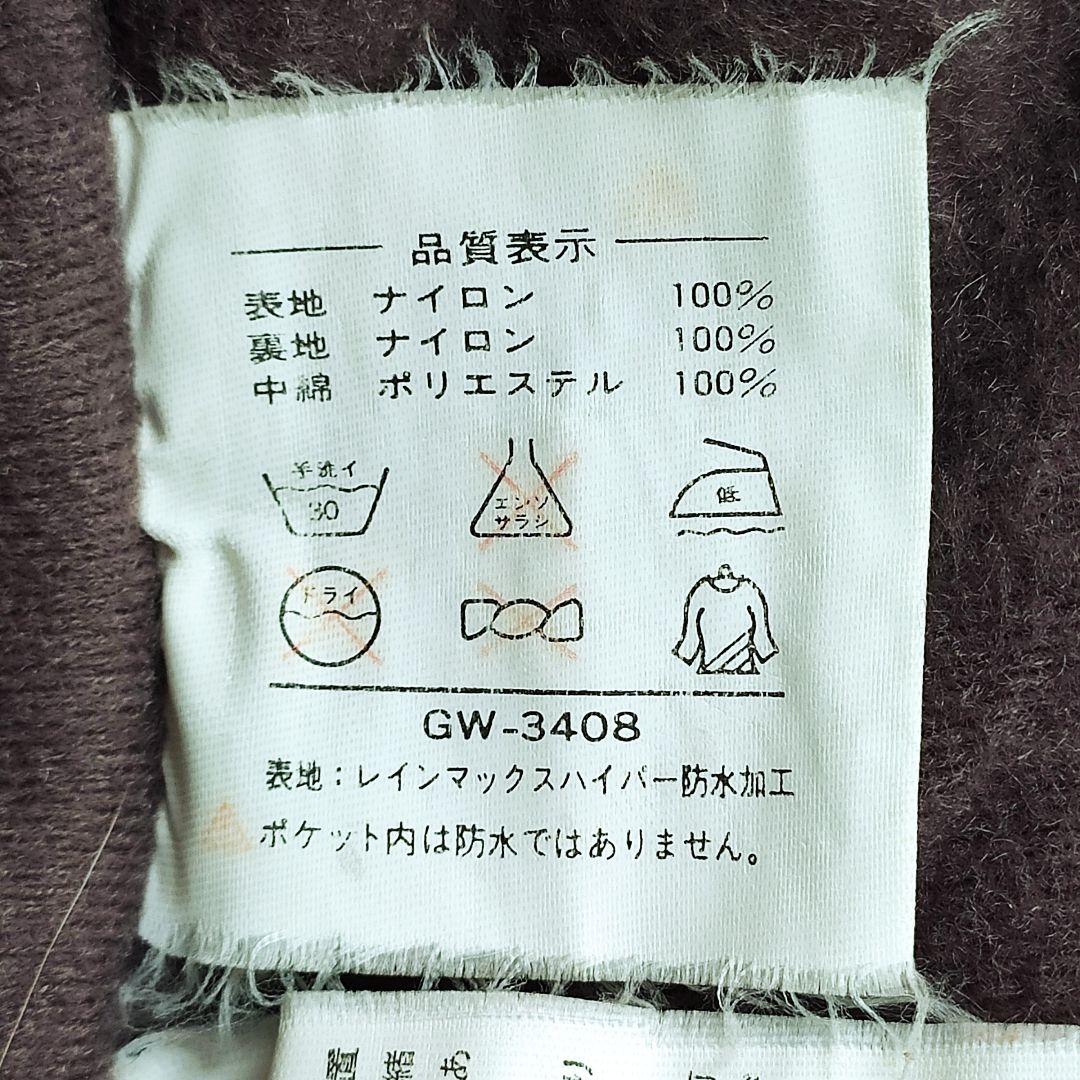 品質表示
表地 ナイロン 100%
裏地 ナイロン 100%
中綿 ポリエステル 100%
手洗イ
30
エンソ
サラシ
低
ドライ
GW-3408
表地:レインマックスハイパー防水加工
ポケット内は防水ではありません。